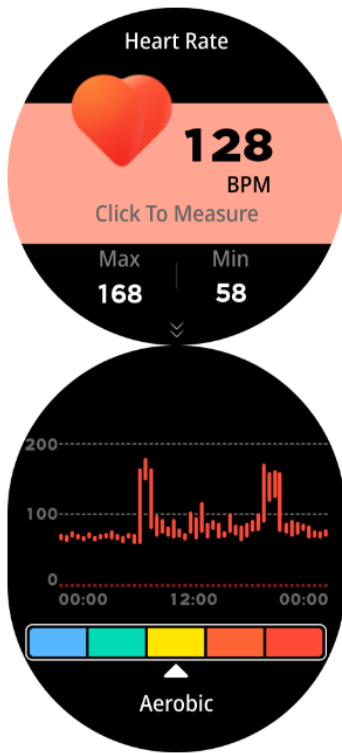 Heart Rate
128
BPM
Click To Measure
Max Min
168 58
200
100
0
00:00 12:00 00:00
Aerobic